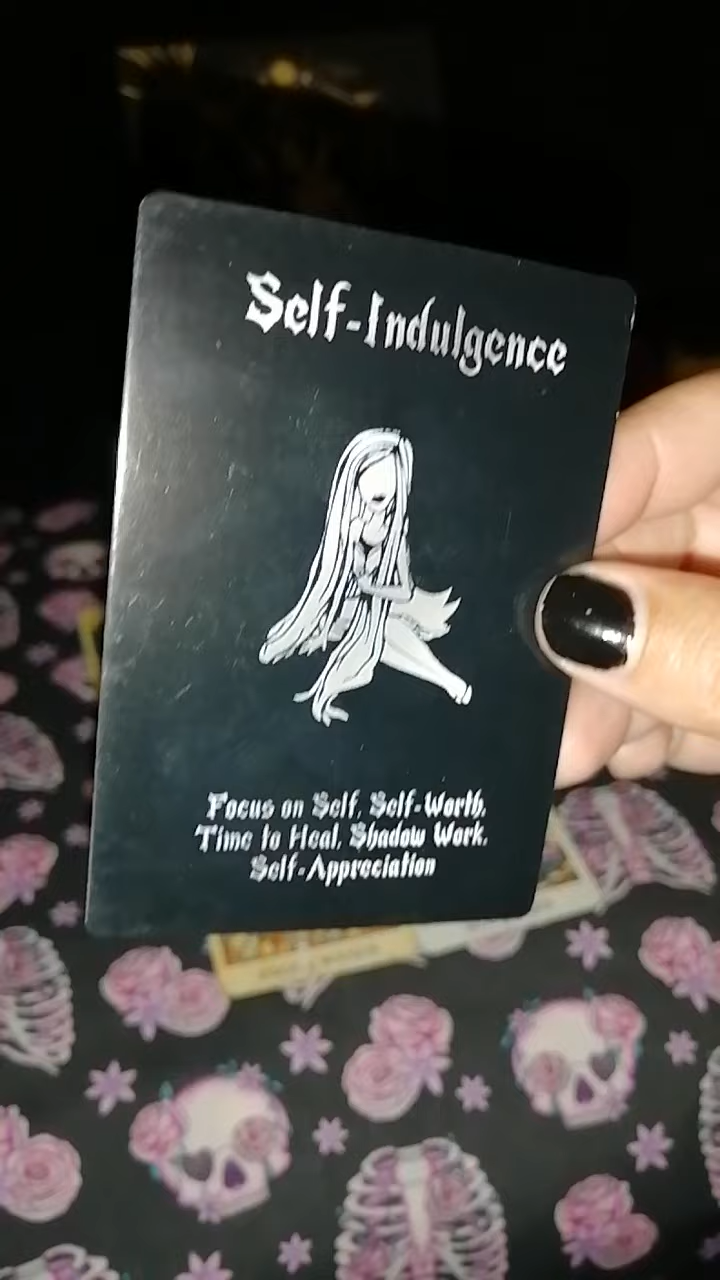 Self-Indulgence
Focus on Self, Self-Worth,
Time to Heal, Shadow Work,
Self-Appreciation